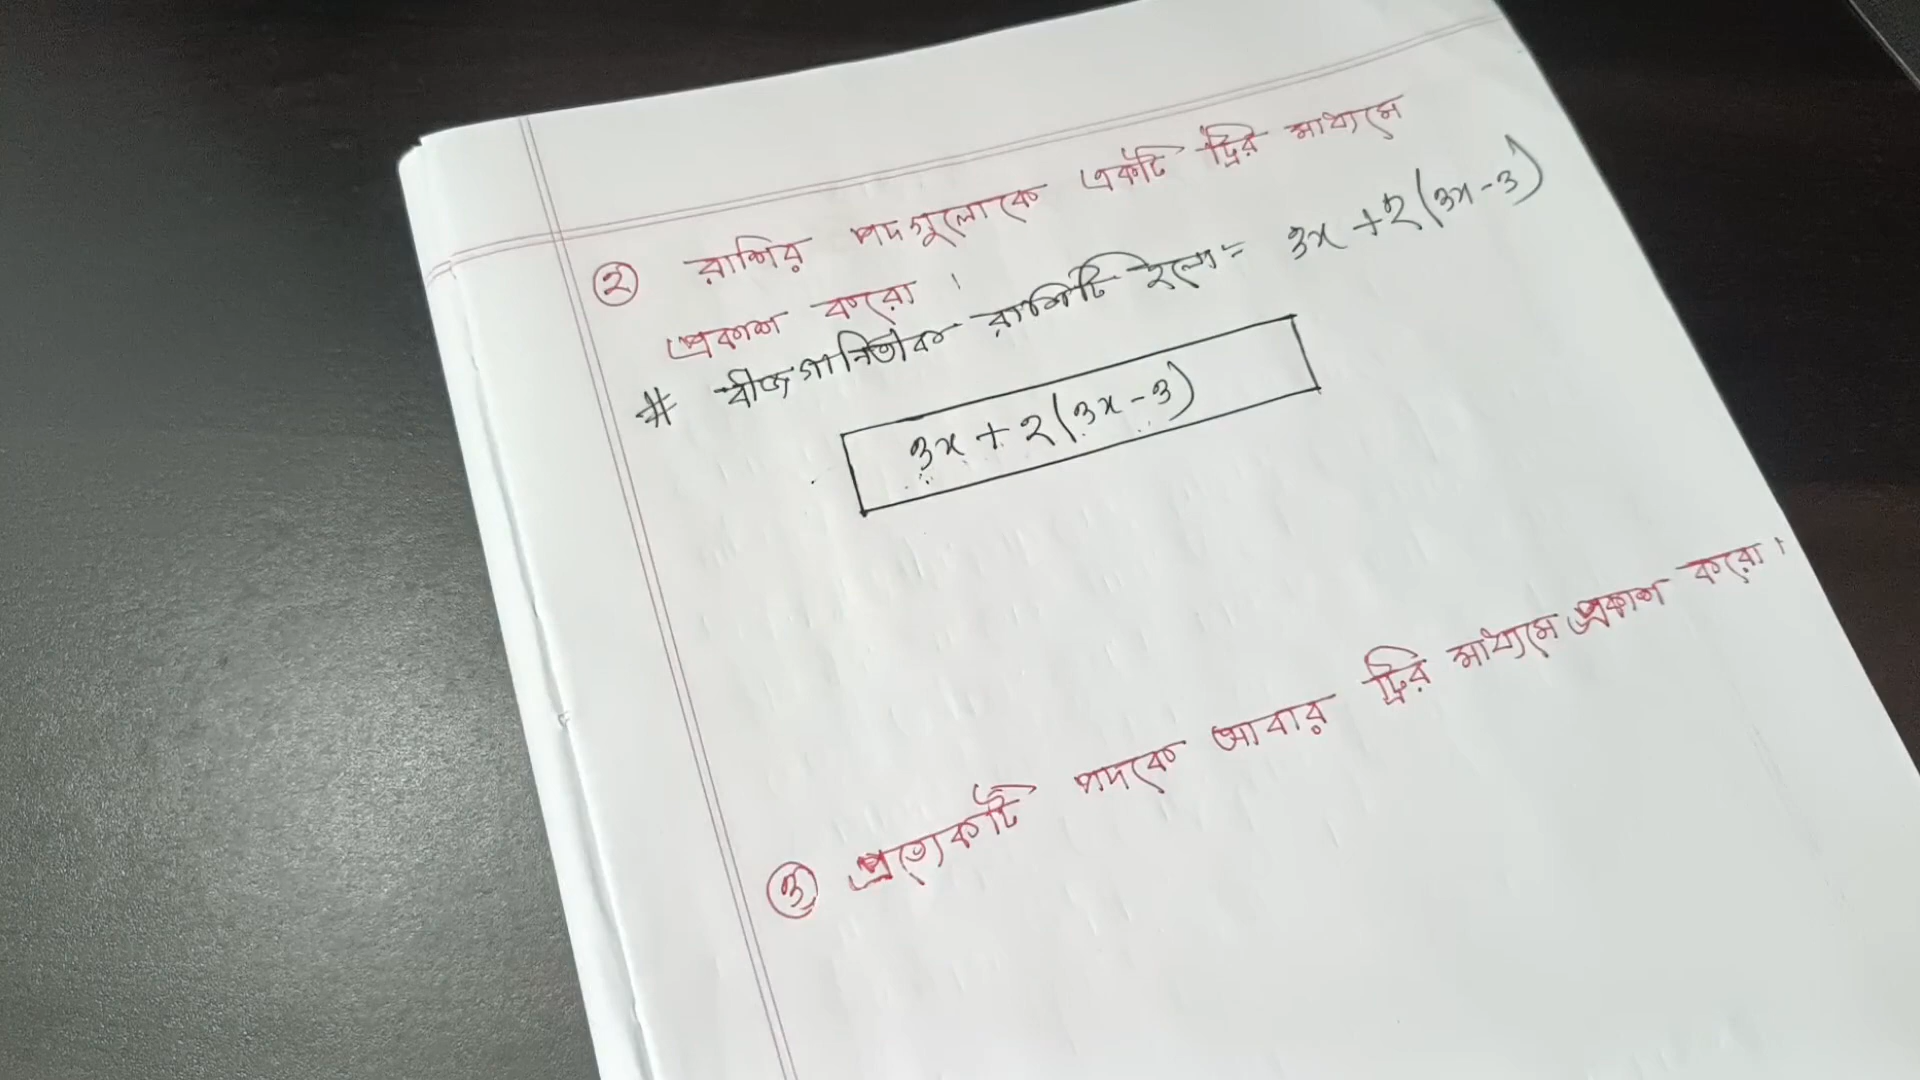 ② রাশির পদগুলোকে একটি ট্রির মাধ্যমে
প্রকাশ করো ।
# বীজগানিতীক রাশিটি হলো= 3x + 2(3x - 3)
3x + 2(3x - 3)
③ প্রত্যেকটি পদকে আবার ট্রির মাধ্যমে প্রকাশ করো ।